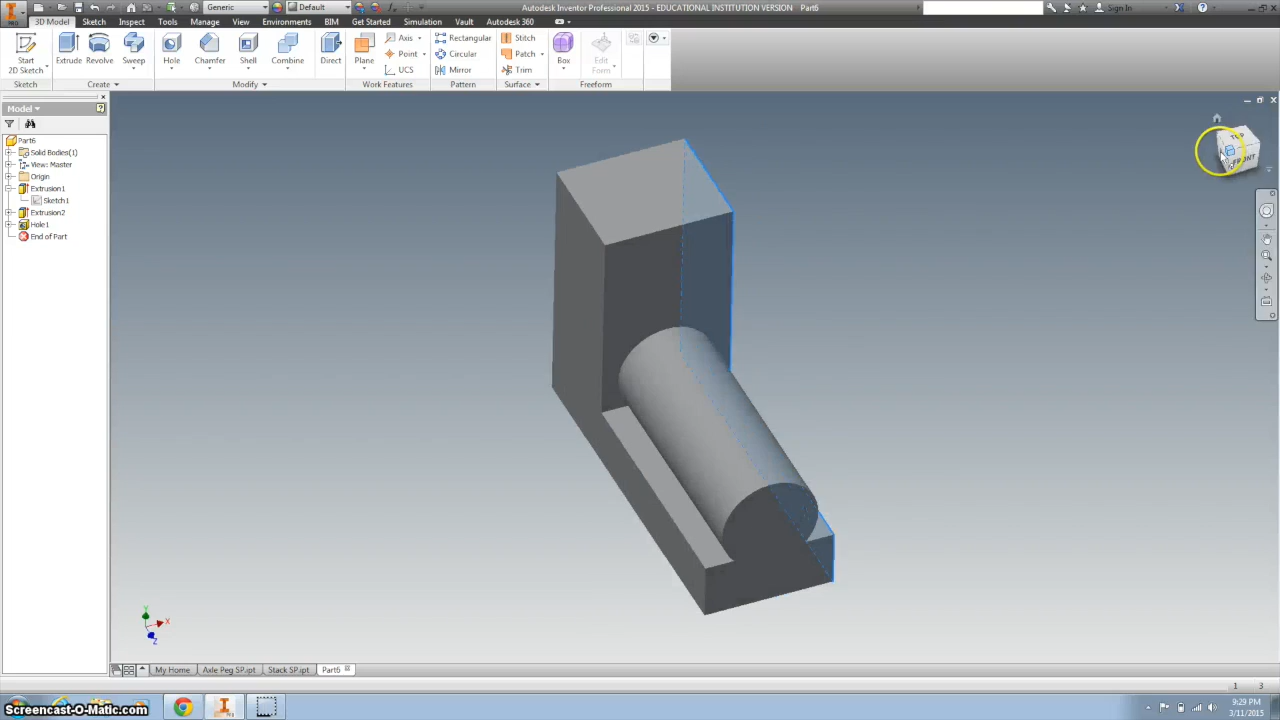 Generic
Default
Autodesk Inventor Professional 2015 - EDUCATIONAL INSTITUTION VERSION Part6
Sign In
PRO
3D Model Sketch Inspect Tools Manage View Environments BIM Get Started Simulation Vault Autodesk 360
Start
2D Sketch
Extrude Revolve Sweep
Hole Chamfer Shell Combine
Direct
Plane
Axis
Point
UCS
Rectangular
Circular
Mirror
Stitch
Patch
Trim
Box
Edit
Form
Sketch Create Modify Work Features Pattern Surface Freeform
Model
Part6
Solid Bodies(1)
View: Master
Origin
Extrusion1
Sketch1
Extrusion2
Hole1
End of Part
TOP
FRONT
Y
X
Z
My Home Axle Peg SP.ipt Stack SP.ipt Part6
1 3
Screencast-O-Matic.com
9:29 PM
3/11/2015